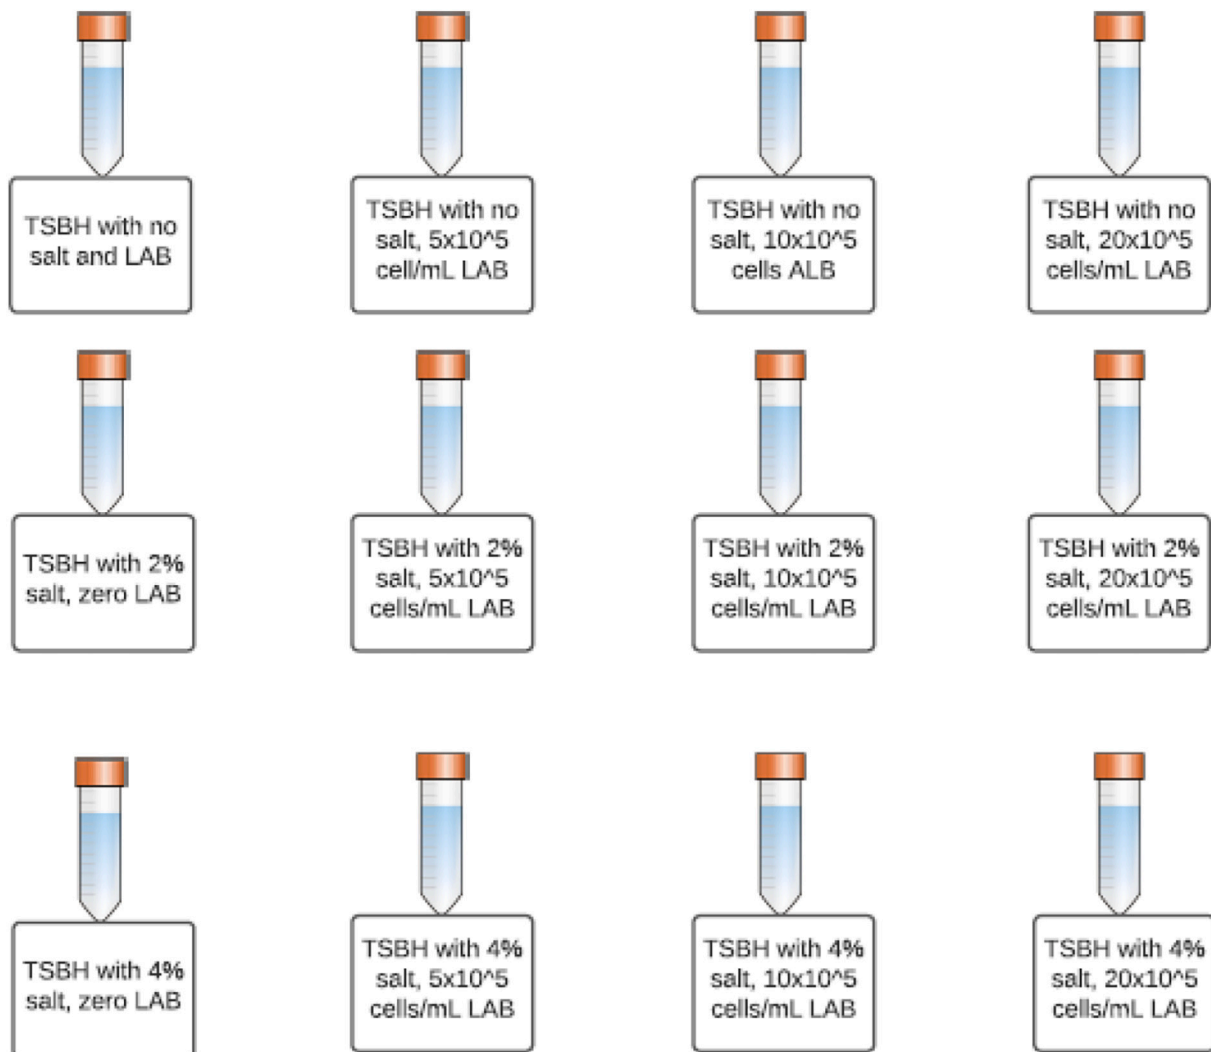 TSBH with no
salt and LAB
TSBH with no
salt, 5x10^5
cell/mL LAB
TSBH with no
salt, 10x10^5
cells ALB
TSBH with no
salt, 20x10^5
cells/mL LAB
TSBH with 2%
salt, zero LAB
TSBH with 2%
salt, 5x10^5
cells/mL LAB
TSBH with 2%
salt, 10x10^5
cells/mL LAB
TSBH with 2%
salt, 20x10^5
cells/mL LAB
TSBH with 4%
salt, zero LAB
TSBH with 4%
salt, 5x10^5
cells/mL LAB
TSBH with 4%
salt, 10x10^5
cells/mL LAB
TSBH with 4%
salt, 20x10^5
cells/mL LAB